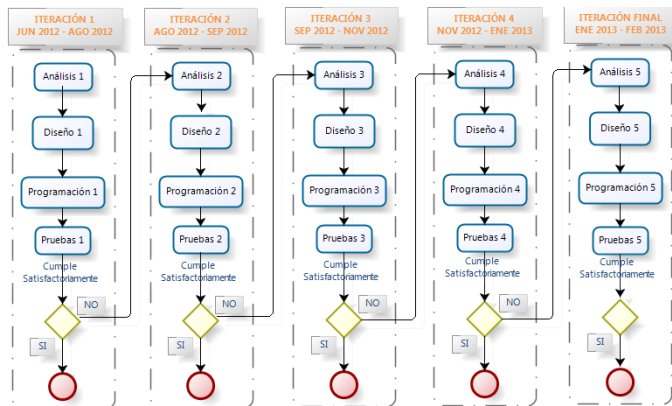 ITERACIÓN 1
JUN 2012 - AGO 2012
Análisis 1
Diseño 1
Programación 1
Pruebas 1
Cumple
Satisfactoriamente
NO
SI
ITERACIÓN 2
AGO 2012 - SEP 2012
Análisis 2
Diseño 2
Programación 2
Pruebas 2
Cumple
Satisfactoriamente
NO
SI
ITERACIÓN 3
SEP 2012 - NOV 2012
Análisis 3
Diseño 3
Programación 3
Pruebas 3
Cumple
Satisfactoriamente
NO
SI
ITERACIÓN 4
NOV 2012 - ENE 2013
Análisis 4
Diseño 4
Programación 4
Pruebas 4
Cumple
Satisfactoriamente
NO
SI
ITERACIÓN FINAL
ENE 2013 - FEB 2013
Análisis 5
Diseño 5
Programación 5
Pruebas 5
Cumple
Satisfactoriamente
SI